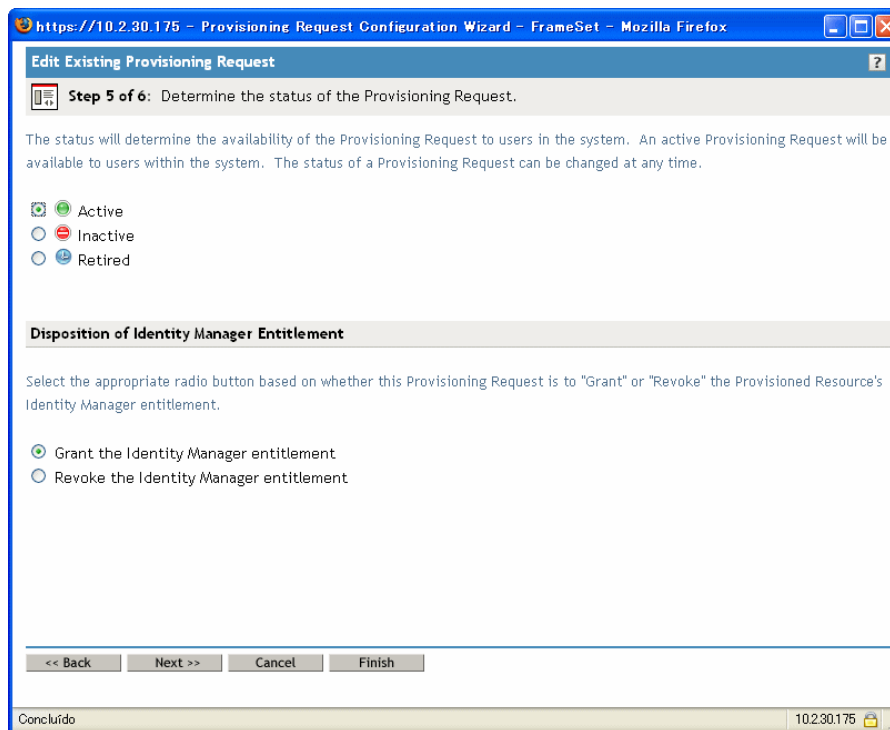 https://10.2.30.175 - Provisioning Request Configuration Wizard - FrameSet - Mozilla Firefox
Edit Existing Provisioning Request
?
Step 5 of 6: Determine the status of the Provisioning Request.
The status will determine the availability of the Provisioning Request to users in the system. An active Provisioning Request will be
available to users within the system. The status of a Provisioning Request can be changed at any time.
Active
Inactive
Retired
Disposition of Identity Manager Entitlement
Select the appropriate radio button based on whether this Provisioning Request is to "Grant" or "Revoke" the Provisioned Resource's
Identity Manager entitlement.
Grant the Identity Manager entitlement
Revoke the Identity Manager entitlement
<< Back Next >> Cancel Finish
Concluído 10.2.30.175